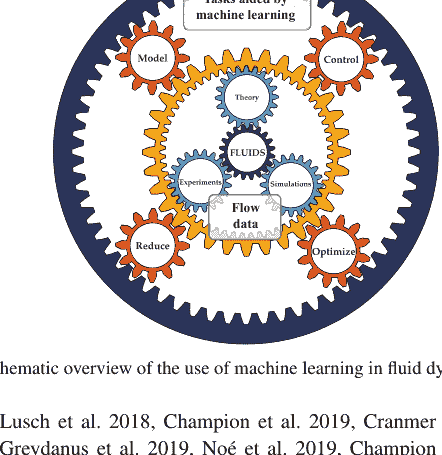 Tasks aided by
machine learning
Model
Control
Theory
FLUIDS
Experiments
Simulations
Flow
data
Reduce
Optimize
hematic overview of the use of machine learning in fluid dy
Lusch et al. 2018, Champion et al. 2019, Cranmer
Greydanus et al. 2019, Noé et al. 2019, Champion